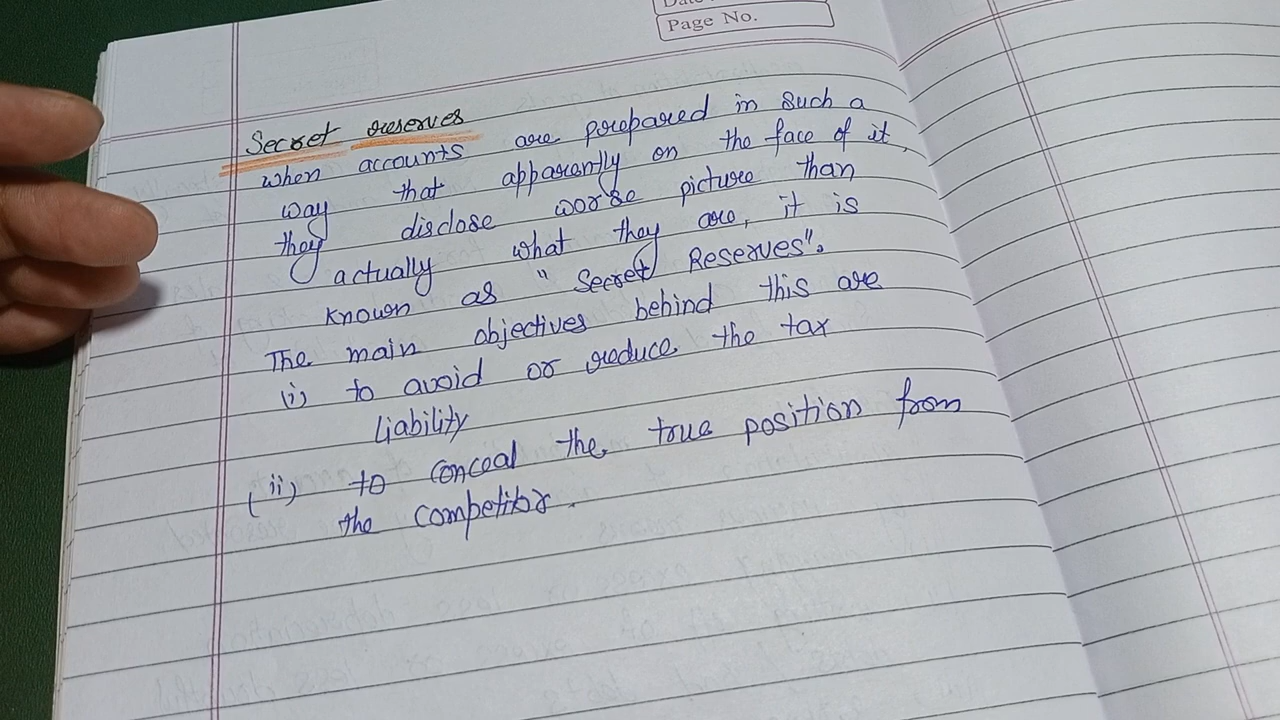 Page No.
Secret reserves
when accounts are prepared in such a
way that apparently on the face of it,
they disclose worse picture than
actually what they are, it is
known as "Secret Reserves".
The main objectives behind this are
(i) to avoid or reduce the tax
liability
(ii) to conceal the true position from
the competitor.